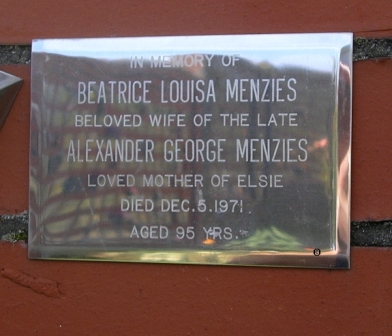 IN MEMORY OF
BEATRICE LOUISA MENZIES
BELOVED WIFE OF THE LATE
ALEXANDER GEORGE MENZIES
LOVED MOTHER OF ELSIE
DIED DEC.5.1971.
AGED 95 YRS.